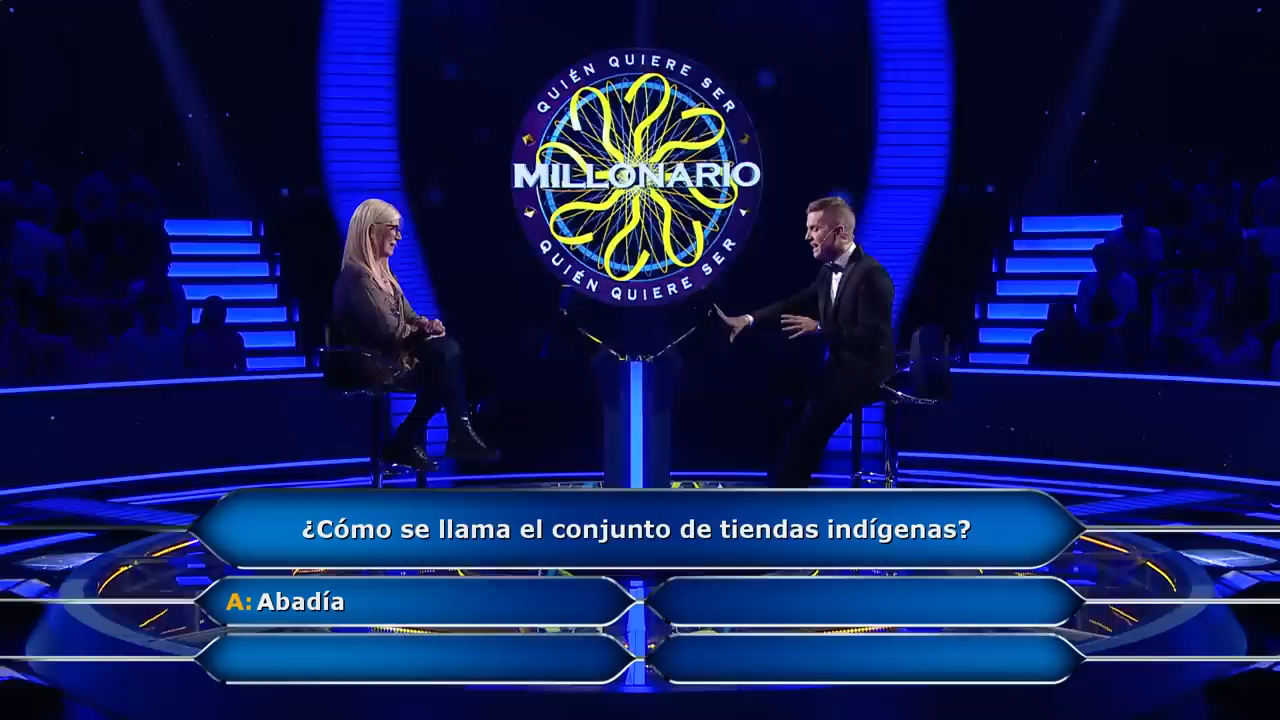 QUIÉN QUIERE SER
MILLONARIO
QUIÉN QUIERE SER
¿Cómo se llama el conjunto de tiendas indígenas?
A: Abadía